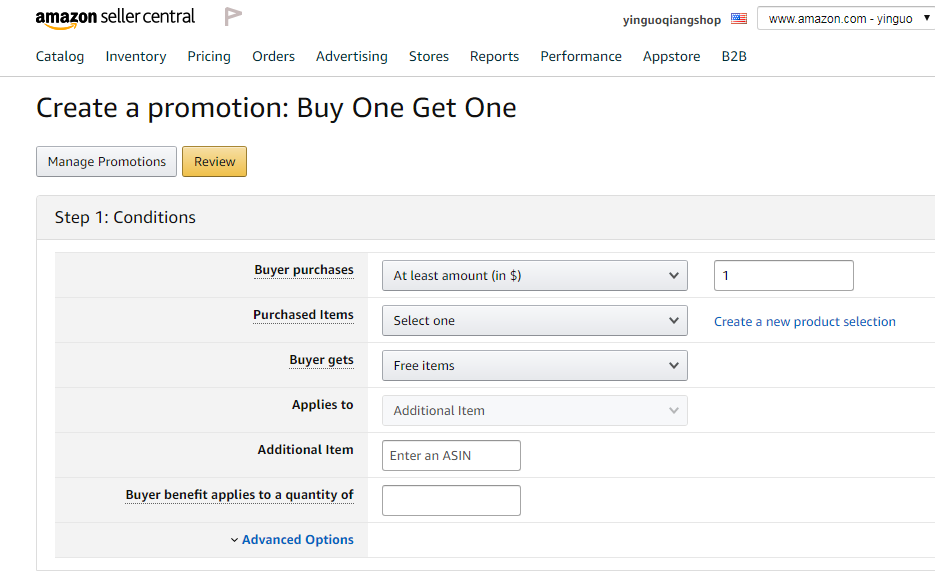 amazon seller central
yinguoqiangshop
www.amazon.com - yinguo
Catalog Inventory Pricing Orders Advertising Stores Reports Performance Appstore B2B
Create a promotion: Buy One Get One
Manage Promotions Review
Step 1: Conditions
Buyer purchases At least amount (in $) 1
Purchased Items Select one Create a new product selection
Buyer gets Free items
Applies to Additional Item
Additional Item Enter an ASIN
Buyer benefit applies to a quantity of
Advanced Options